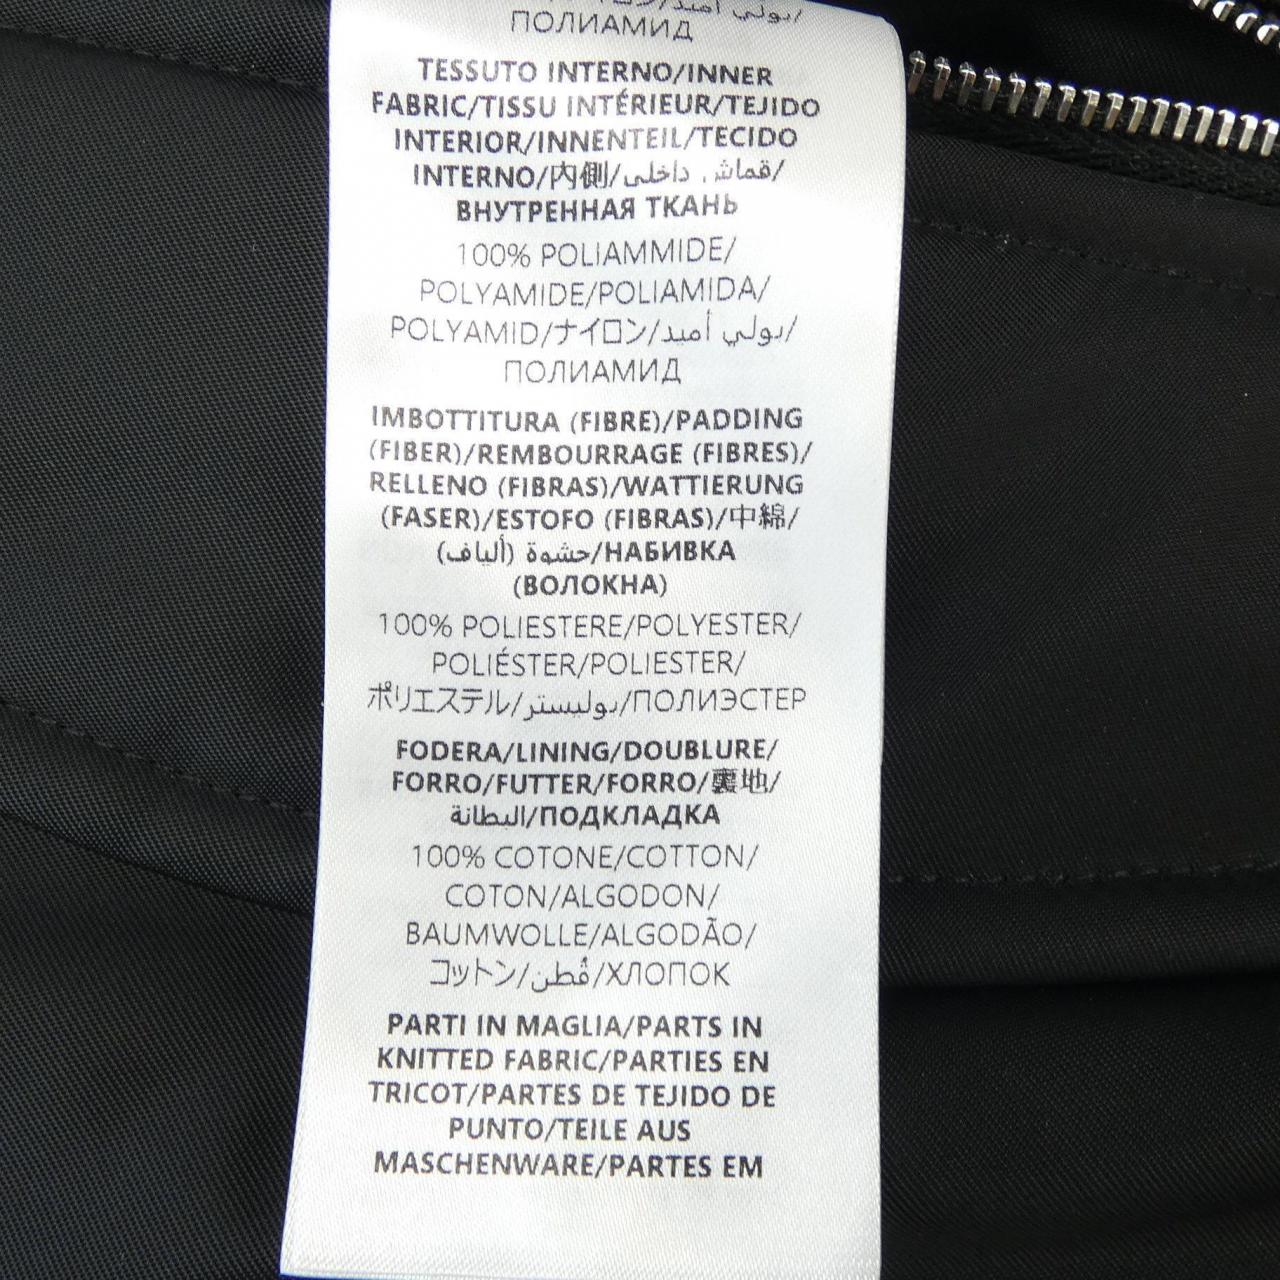 بولي أميد/
ПОЛИАМИД
TESSUTO INTERNO/INNER
FABRIC/TISSU INTÉRIEUR/TEJIDO
INTERIOR/INNENTEIL/TECIDO
INTERNO/内側/قماش داخلي/
ВНУТРЕННАЯ ТКАНЬ
100% POLIAMMIDE/
POLYAMIDE/POLIAMIDA/
POLYAMID/ナイロン/بولي أميد/
ПОЛИАМИД
IMBOTTITURA (FIBRE)/PADDING
(FIBER)/REMBOURRAGE (FIBRES)/
RELLENO (FIBRAS)/WATTIERUNG
(FASER)/ESTOFO (FIBRAS)/中綿/
حشوة (ألياف)/НАБИВКА
(ВОЛОКНА)
100% POLIESTERE/POLYESTER/
POLIÉSTER/POLIESTER/
ポリエステル/بوليستر/ПОЛИЭСТЕР
FODERA/LINING/DOUBLURE/
FORRO/FUTTER/FORRO/裏地/
البطانة/ПОДКЛАДКА
100% COTONE/COTTON/
COTON/ALGODON/
BAUMWOLLE/ALGODÃO/
コットン/قُطن/ХЛОПОК
PARTI IN MAGLIA/PARTS IN
KNITTED FABRIC/PARTIES EN
TRICOT/PARTES DE TEJIDO DE
PUNTO/TEILE AUS
MASCHENWARE/PARTES EM